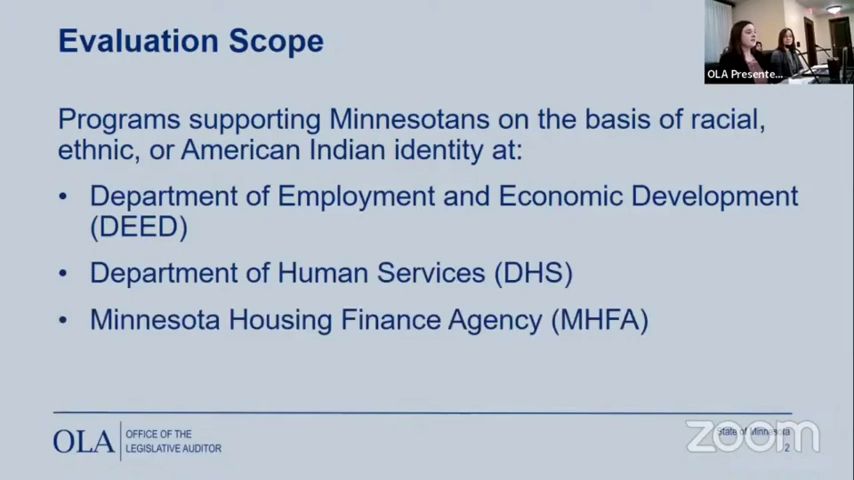 Evaluation Scope
OLA Presente...
Programs supporting Minnesotans on the basis of racial,
ethnic, or American Indian identity at:
• Department of Employment and Economic Development
(DEED)
• Department of Human Services (DHS)
• Minnesota Housing Finance Agency (MHFA)
OLA
OFFICE OF THE
LEGISLATIVE AUDITOR
State of Minnesota
zoom
2